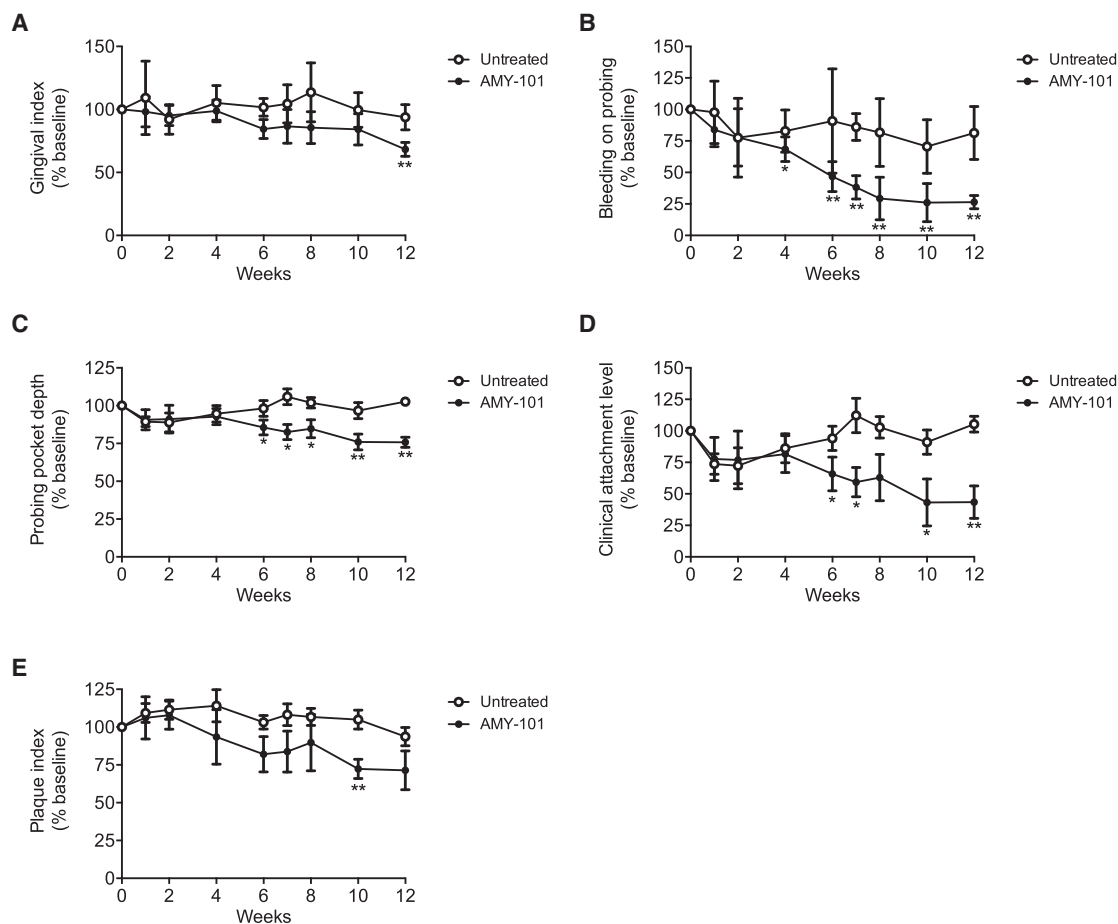 A
Gingival index
(% baseline)
150
100
50
0
0 2 4 6 8 10 12
Weeks
Untreated
AMY-101
**
B
Bleeding on probing
(% baseline)
150
125
100
75
50
25
0
0 2 4 6 8 10 12
Weeks
Untreated
AMY-101
*
** ** ** ** **
C
Probing pocket depth
(% baseline)
125
100
75
50
25
0
0 2 4 6 8 10 12
Weeks
Untreated
AMY-101
* * * ** **
D
Clinical attachment level
(% baseline)
150
125
100
75
50
25
0
0 2 4 6 8 10 12
Weeks
Untreated
AMY-101
* * * **
E
Plaque index
(% baseline)
125
100
75
50
25
0
0 2 4 6 8 10 12
Weeks
Untreated
AMY-101
**